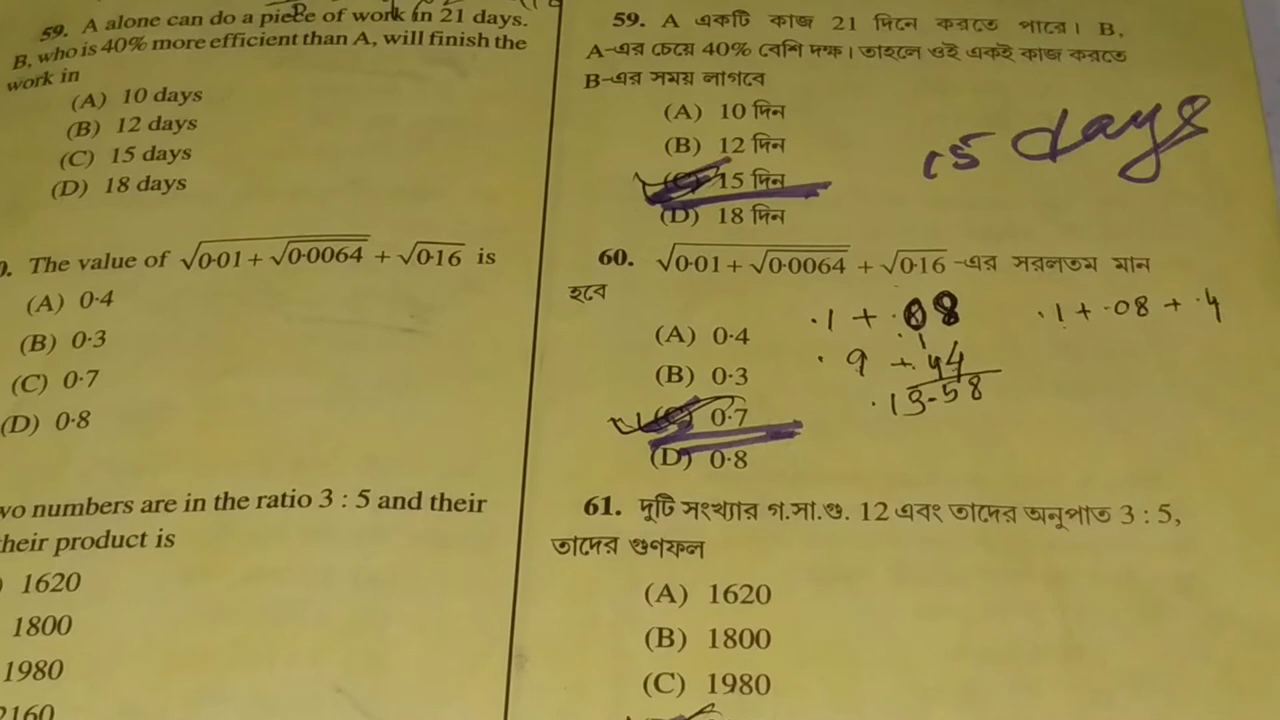 59. A alone can do a piece of work in 21 days.
B, who is 40% more efficient than A, will finish the
work in
(A) 10 days
(B) 12 days
(C) 15 days
(D) 18 days
0. The value of √0·01 + √0·0064 + √0·16 is
(A) 0·4
(B) 0·3
(C) 0·7
(D) 0·8
wo numbers are in the ratio 3 : 5 and their
their product is
1620
1800
1980
2160
59. A একটি কাজ 21 দিনে করতে পারে। B,
A-এর চেয়ে 40% বেশি দক্ষ। তাহলে ওই একই কাজ করতে
B-এর সময় লাগবে
(A) 10 দিন
(B) 12 দিন
(C) 15 দিন
(D) 18 দিন
15 days
60. √0·01 + √0·0064 + √0·16 -এর সরলতম মান
হবে
(A) 0·4
(B) 0·3
(C) 0·7
(D) 0·8
·1 + ·08
·1 + ·08 + ·4
· 9 + 44
61. দুটি সংখ্যার গ.সা.গু. 12 এবং তাদের অনুপাত 3 : 5,
তাদের গুণফল
(A) 1620
(B) 1800
(C) 1980